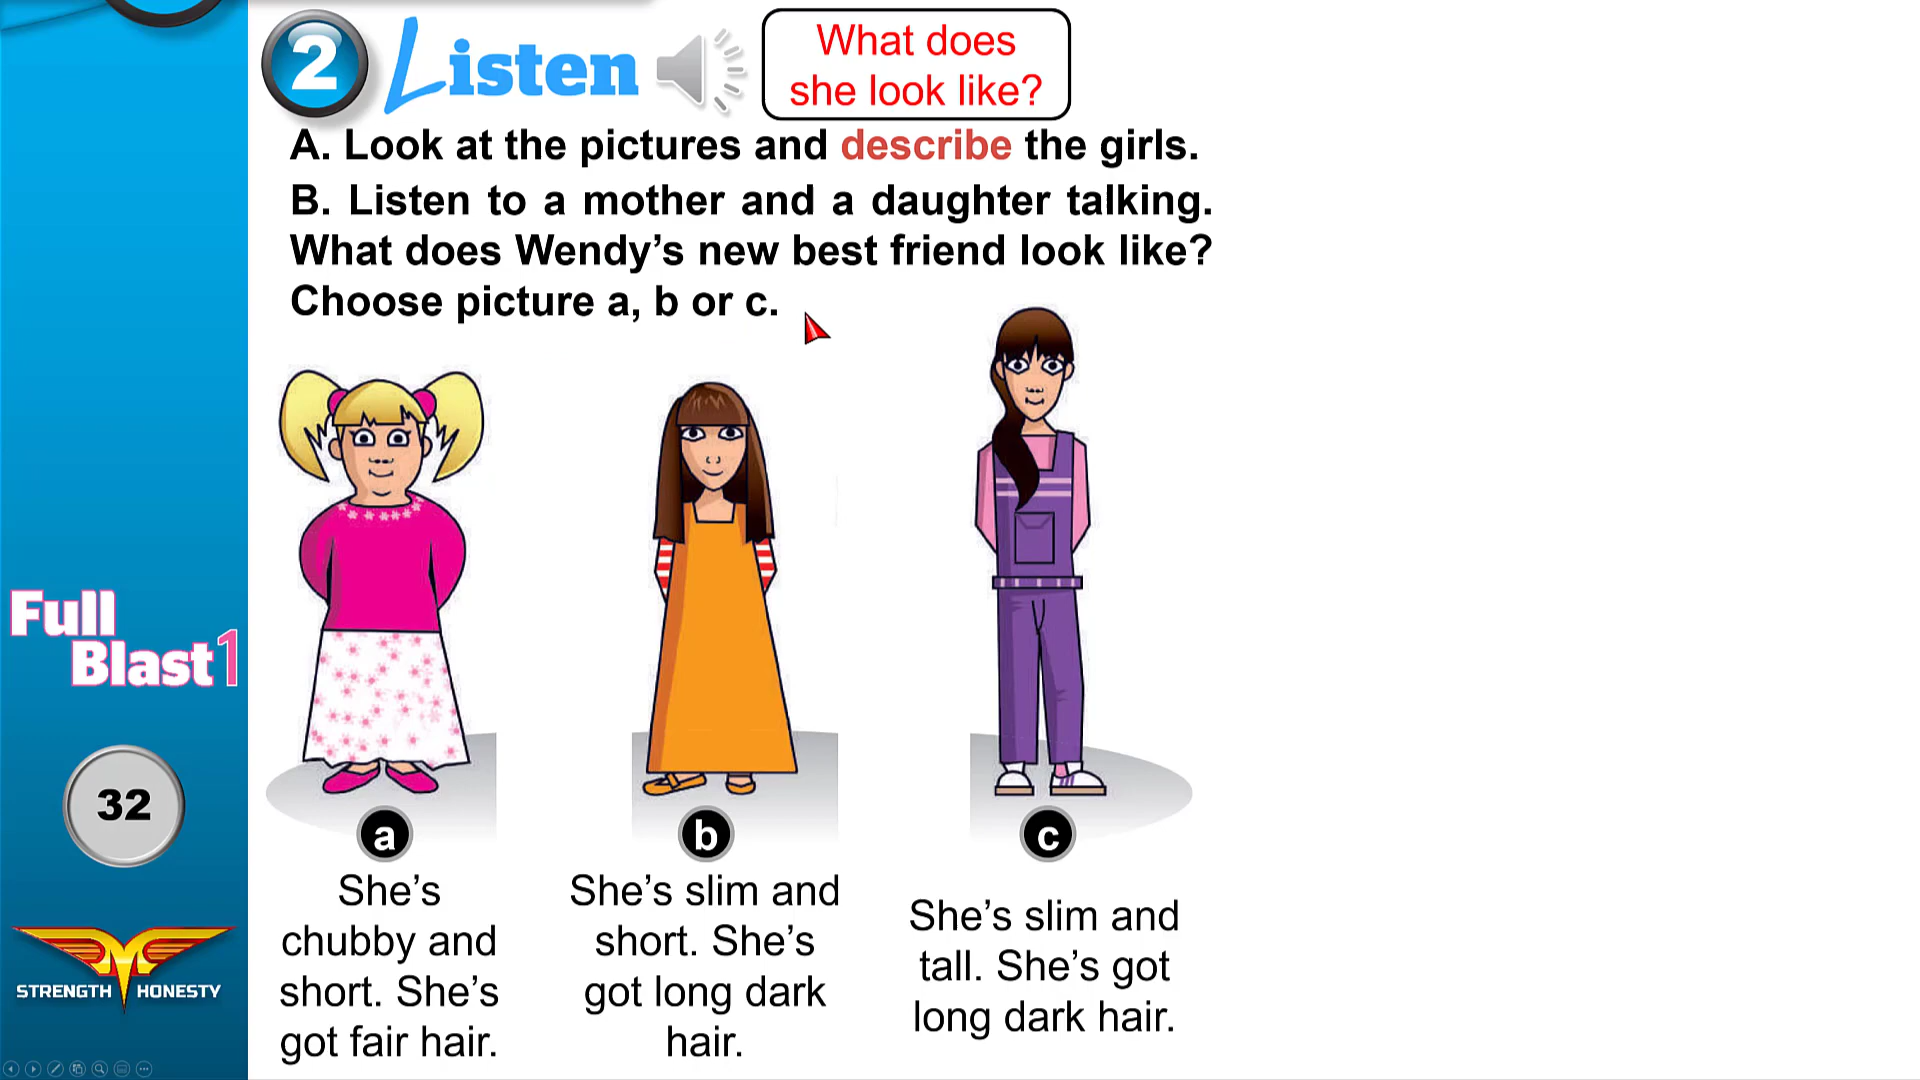 2 Listen
What does
she look like?
A. Look at the pictures and describe the girls.
B. Listen to a mother and a daughter talking.
What does Wendy’s new best friend look like?
Choose picture a, b or c.
a
b
c
She’s
chubby and
short. She’s
got fair hair.
She’s slim and
short. She’s
got long dark
hair.
She’s slim and
tall. She’s got
long dark hair.
Full
Blast 1
32
STRENGTH HONESTY